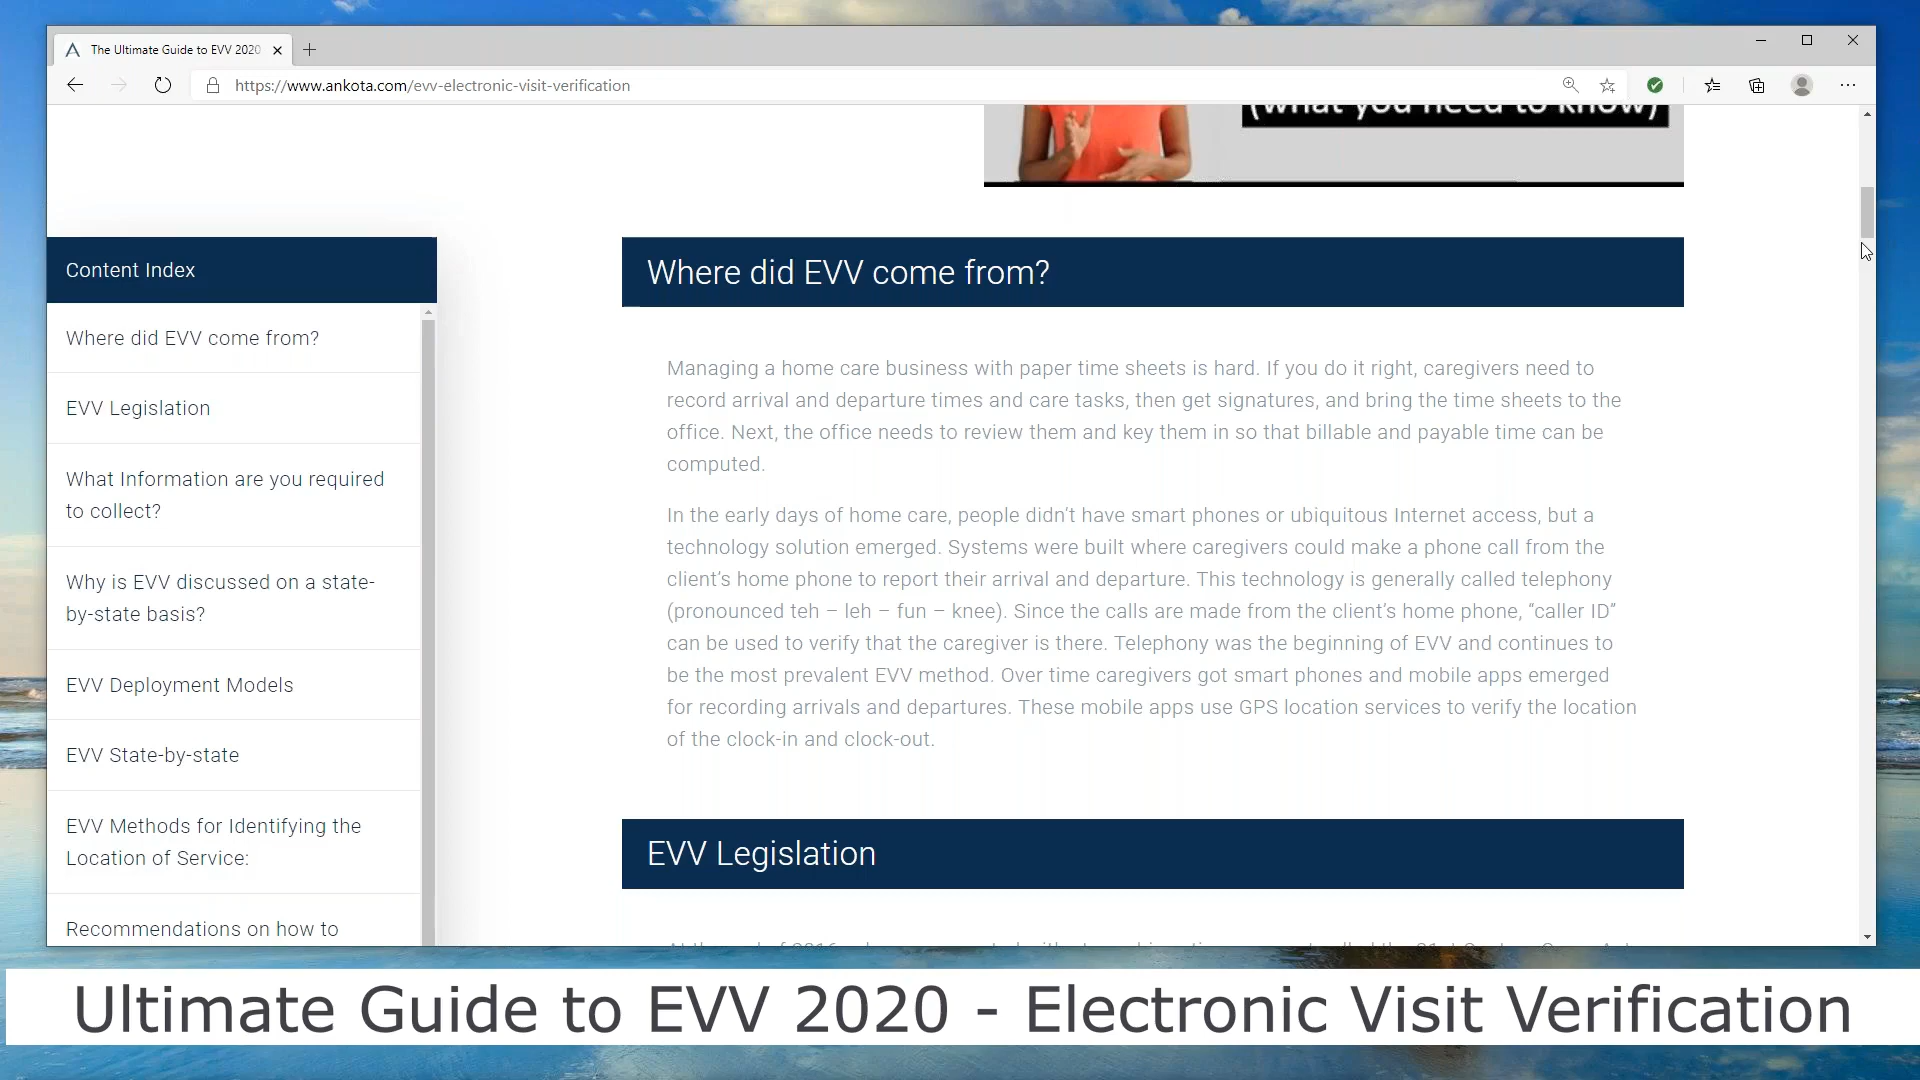 The Ultimate Guide to EVV 2020
https://www.ankota.com/evv-electronic-visit-verification
(what you need to know)
Content Index
Where did EVV come from?
EVV Legislation
What Information are you required
to collect?
Why is EVV discussed on a state-
by-state basis?
EVV Deployment Models
EVV State-by-state
EVV Methods for Identifying the
Location of Service:
Recommendations on how to
Where did EVV come from?
Managing a home care business with paper time sheets is hard. If you do it right, caregivers need to
record arrival and departure times and care tasks, then get signatures, and bring the time sheets to the
office. Next, the office needs to review them and key them in so that billable and payable time can be
computed.
In the early days of home care, people didn't have smart phones or ubiquitous Internet access, but a
technology solution emerged. Systems were built where caregivers could make a phone call from the
client's home phone to report their arrival and departure. This technology is generally called telephony
(pronounced teh – leh – fun – knee). Since the calls are made from the client's home phone, “caller ID”
can be used to verify that the caregiver is there. Telephony was the beginning of EVV and continues to
be the most prevalent EVV method. Over time caregivers got smart phones and mobile apps emerged
for recording arrivals and departures. These mobile apps use GPS location services to verify the location
of the clock-in and clock-out.
EVV Legislation
Ultimate Guide to EVV 2020 - Electronic Visit Verification